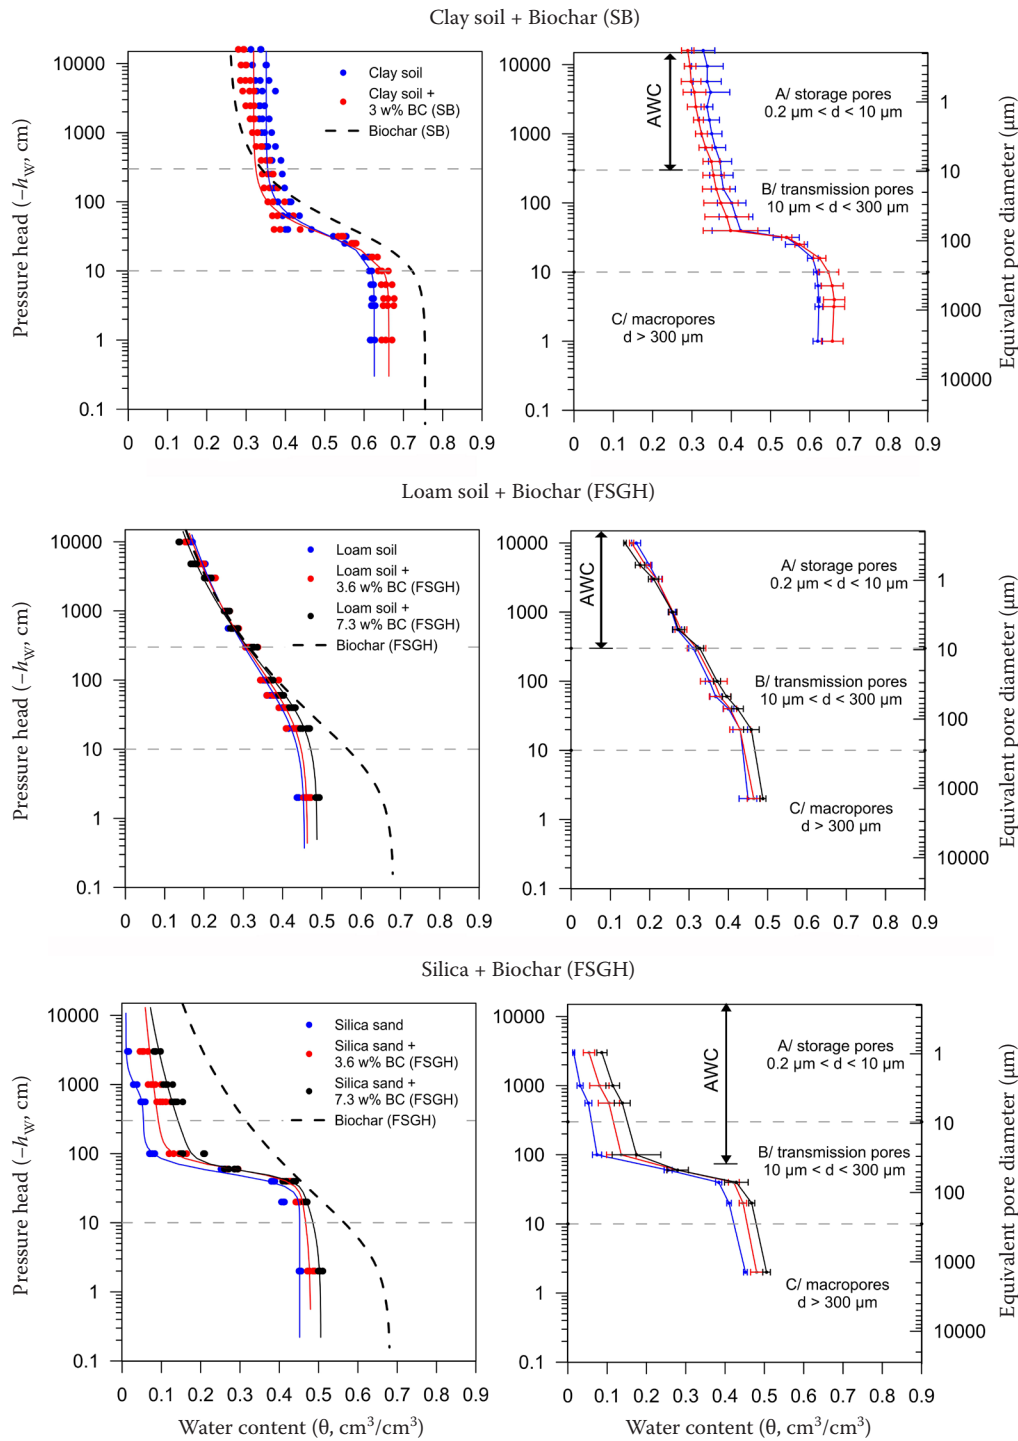 Clay soil + Biochar (SB)
Pressure head (−hW, cm)
10000
1000
100
10
1
0.1
Clay soil
Clay soil +
3 w% BC (SB)
Biochar (SB)
0 0.1 0.2 0.3 0.4 0.5 0.6 0.7 0.8 0.9
10000
1000
100
10
1
0.1
AWC
A/ storage pores
0.2 µm < d < 10 µm
B/ transmission pores
10 µm < d < 300 µm
C/ macropores
d > 300 µm
0 0.1 0.2 0.3 0.4 0.5 0.6 0.7 0.8 0.9
1
10
100
1000
10000
Equivalent pore diameter (µm)
Loam soil + Biochar (FSGH)
Pressure head (−hW, cm)
10000
1000
100
10
1
0.1
Loam soil
Loam soil +
3.6 w% BC (FSGH)
Loam soil +
7.3 w% BC (FSGH)
Biochar (FSGH)
0 0.1 0.2 0.3 0.4 0.5 0.6 0.7 0.8 0.9
10000
1000
100
10
1
0.1
AWC
A/ storage pores
0.2 µm < d < 10 µm
B/ transmission pores
10 µm < d < 300 µm
C/ macropores
d > 300 µm
0 0.1 0.2 0.3 0.4 0.5 0.6 0.7 0.8 0.9
1
10
100
1000
10000
Equivalent pore diameter (µm)
Silica + Biochar (FSGH)
Pressure head (−hW, cm)
10000
1000
100
10
1
0.1
Silica sand
Silica sand +
3.6 w% BC (FSGH)
Silica sand +
7.3 w% BC (FSGH)
Biochar (FSGH)
0 0.1 0.2 0.3 0.4 0.5 0.6 0.7 0.8 0.9
Water content (θ, cm³/cm³)
10000
1000
100
10
1
0.1
AWC
A/ storage pores
0.2 µm < d < 10 µm
B/ transmission pores
10 µm < d < 300 µm
C/ macropores
d > 300 µm
0 0.1 0.2 0.3 0.4 0.5 0.6 0.7 0.8 0.9
Water content (θ, cm³/cm³)
1
10
100
1000
10000
Equivalent pore diameter (µm)